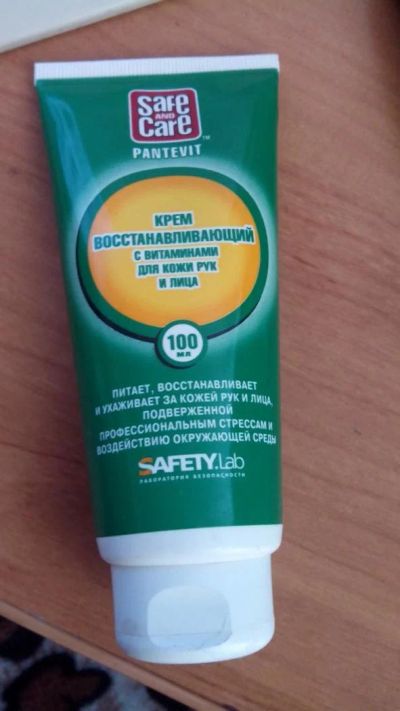 Safe
AND
Care
™
PANTEVIT
КРЕМ
ВОССТАНАВЛИВАЮЩИЙ
С ВИТАМИНАМИ
ДЛЯ КОЖИ РУК
И ЛИЦА
100
МЛ
ПИТАЕТ, ВОССТАНАВЛИВАЕТ
И УХАЖИВАЕТ ЗА КОЖЕЙ РУК И ЛИЦА,
ПОДВЕРЖЕННОЙ
ПРОФЕССИОНАЛЬНЫМ СТРЕССАМ И
ВОЗДЕЙСТВИЮ ОКРУЖАЮЩЕЙ СРЕДЫ
SAFETY.Lab
ЛАБОРАТОРИЯ БЕЗОПАСНОСТИ